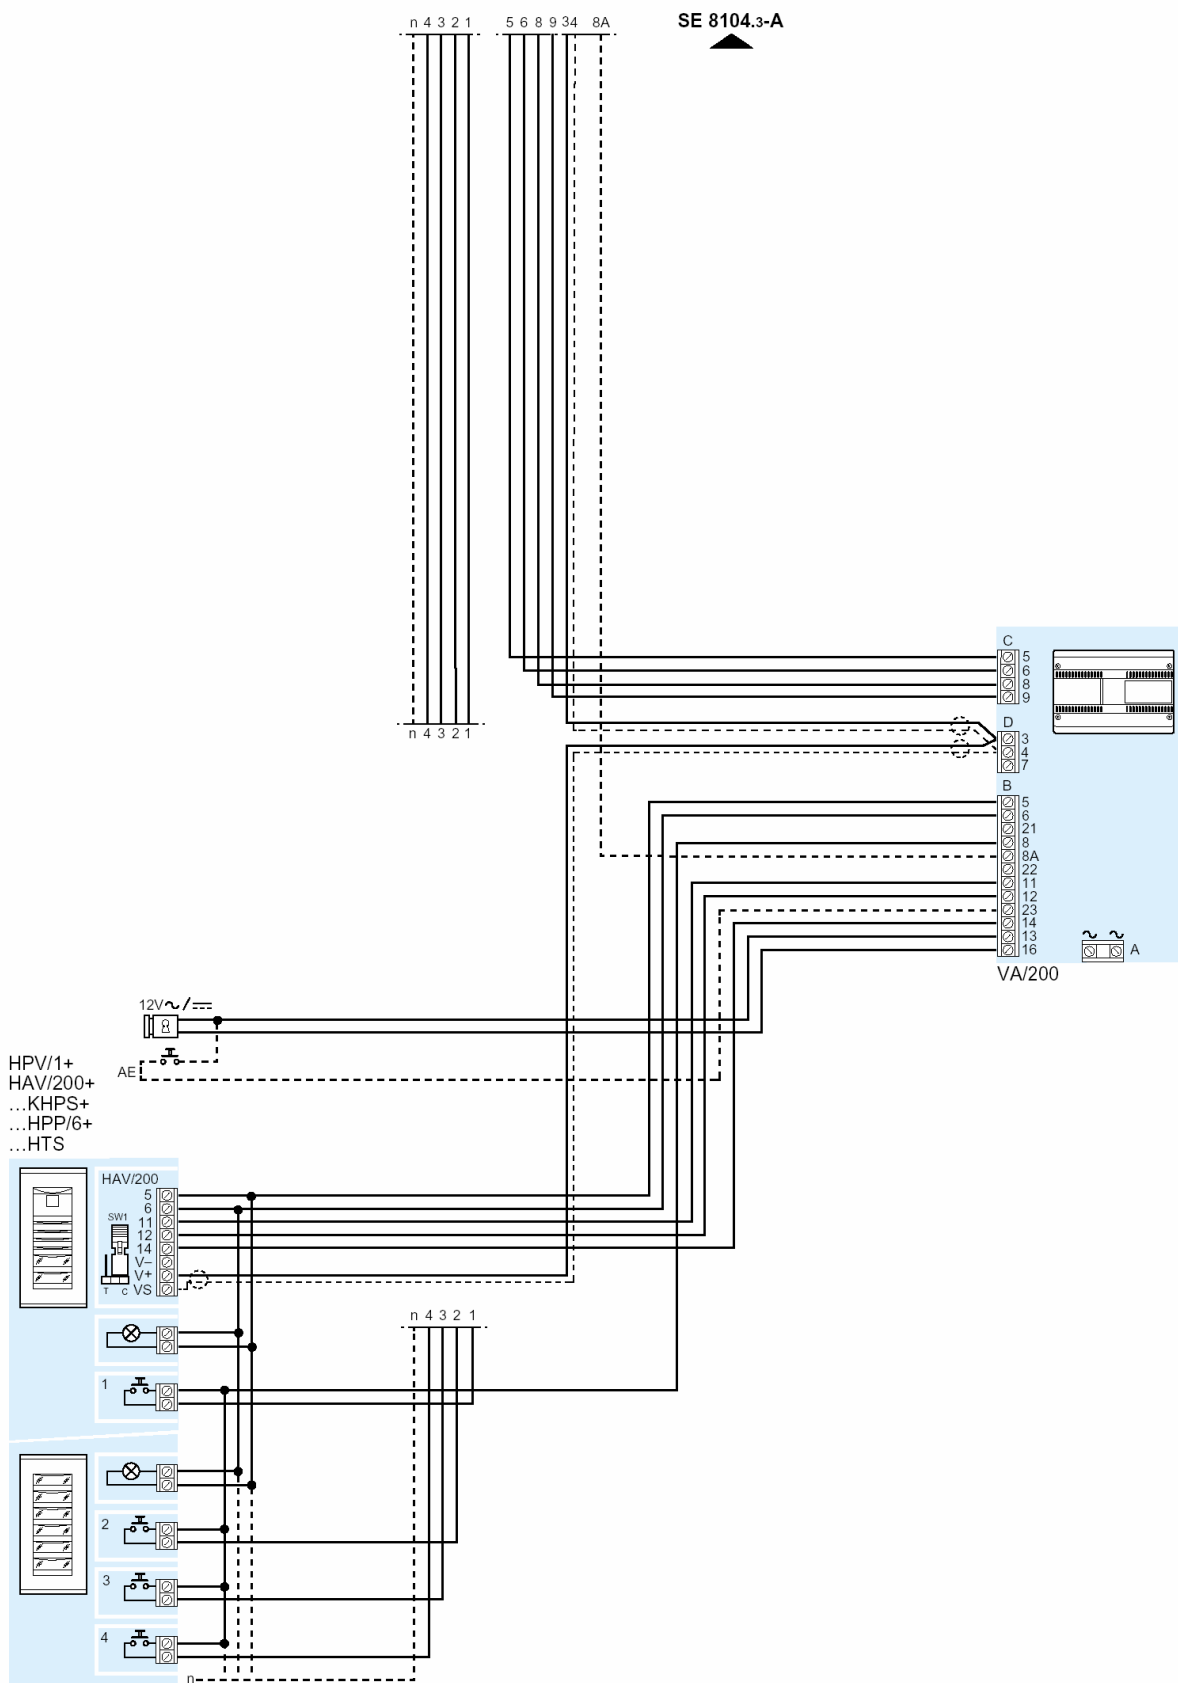 n 4 3 2 1 5 6 8 9 34 8A SE 8104.3-A
C
5
6
8
9
D
n 4 3 2 1
3
4
7
B
5
6
21
8
8A
22
11
12
23
14
13
16
A
VA/200
12V
AE
HPV/1+
HAV/200+
...KHPS+
...HPP/6+
...HTS
HAV/200
5
6
SW1
11
12
14
V–
V+
T C VS
n 4 3 2 1
1
2
3
4
n